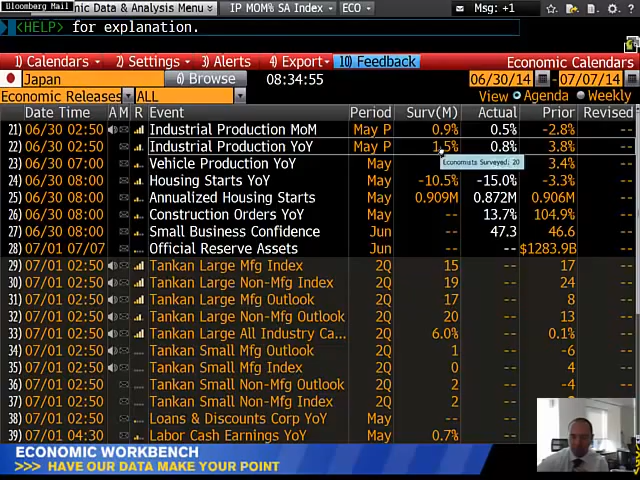 Bloomberg Mail nic Data & Analysis Menu IP MOM% SA Index ECO Msg: +1
<HELP> for explanation.
1) Calendars 2) Settings 3) Alerts 4) Export 10) Feedback Economic Calendars
Japan 6) Browse 08:34:55 06/30/14 07/07/14
Economic Releases ALL View Agenda Weekly
Date Time A M R Event Period Surv(M) Actual Prior Revised
21) 06/30 02:50 Industrial Production MoM May P 0.9% 0.5% -2.8% --
22) 06/30 02:50 Industrial Production YoY May P 1.5% 0.8% 3.8% --
Economists Surveyed; 20
23) 06/30 07:00 Vehicle Production YoY May 3.4% --
24) 06/30 08:00 Housing Starts YoY May -10.5% -15.0% -3.3% --
25) 06/30 08:00 Annualized Housing Starts May 0.909M 0.872M 0.906M --
26) 06/30 08:00 Construction Orders YoY May -- 13.7% 104.9% --
27) 06/30 08:00 Small Business Confidence Jun -- 47.3 46.6 --
28) 07/01 07/07 Official Reserve Assets Jun -- -- $1283.9B --
29) 07/01 02:50 Tankan Large Mfg Index 2Q 15 -- 17 --
30) 07/01 02:50 Tankan Large Non-Mfg Index 2Q 19 -- 24 --
31) 07/01 02:50 Tankan Large Mfg Outlook 2Q 17 -- 8 --
32) 07/01 02:50 Tankan Large Non-Mfg Outlook 2Q 20 -- 13 --
33) 07/01 02:50 Tankan Large All Industry Ca... 2Q 6.0% -- 0.1% --
34) 07/01 02:50 Tankan Small Mfg Outlook 2Q 1 -- -6 --
35) 07/01 02:50 Tankan Small Mfg Index 2Q 0 -- 4 --
36) 07/01 02:50 Tankan Small Non-Mfg Outlook 2Q 2 -- -4 --
37) 07/01 02:50 Tankan Small Non-Mfg Index 2Q 2 --
38) 07/01 02:50 Loans & Discounts Corp YoY May -- --
39) 07/01 04:30 Labor Cash Earnings YoY May 0.7% --
ECONOMIC WORKBENCH
>>> HAVE OUR DATA MAKE YOUR POINT